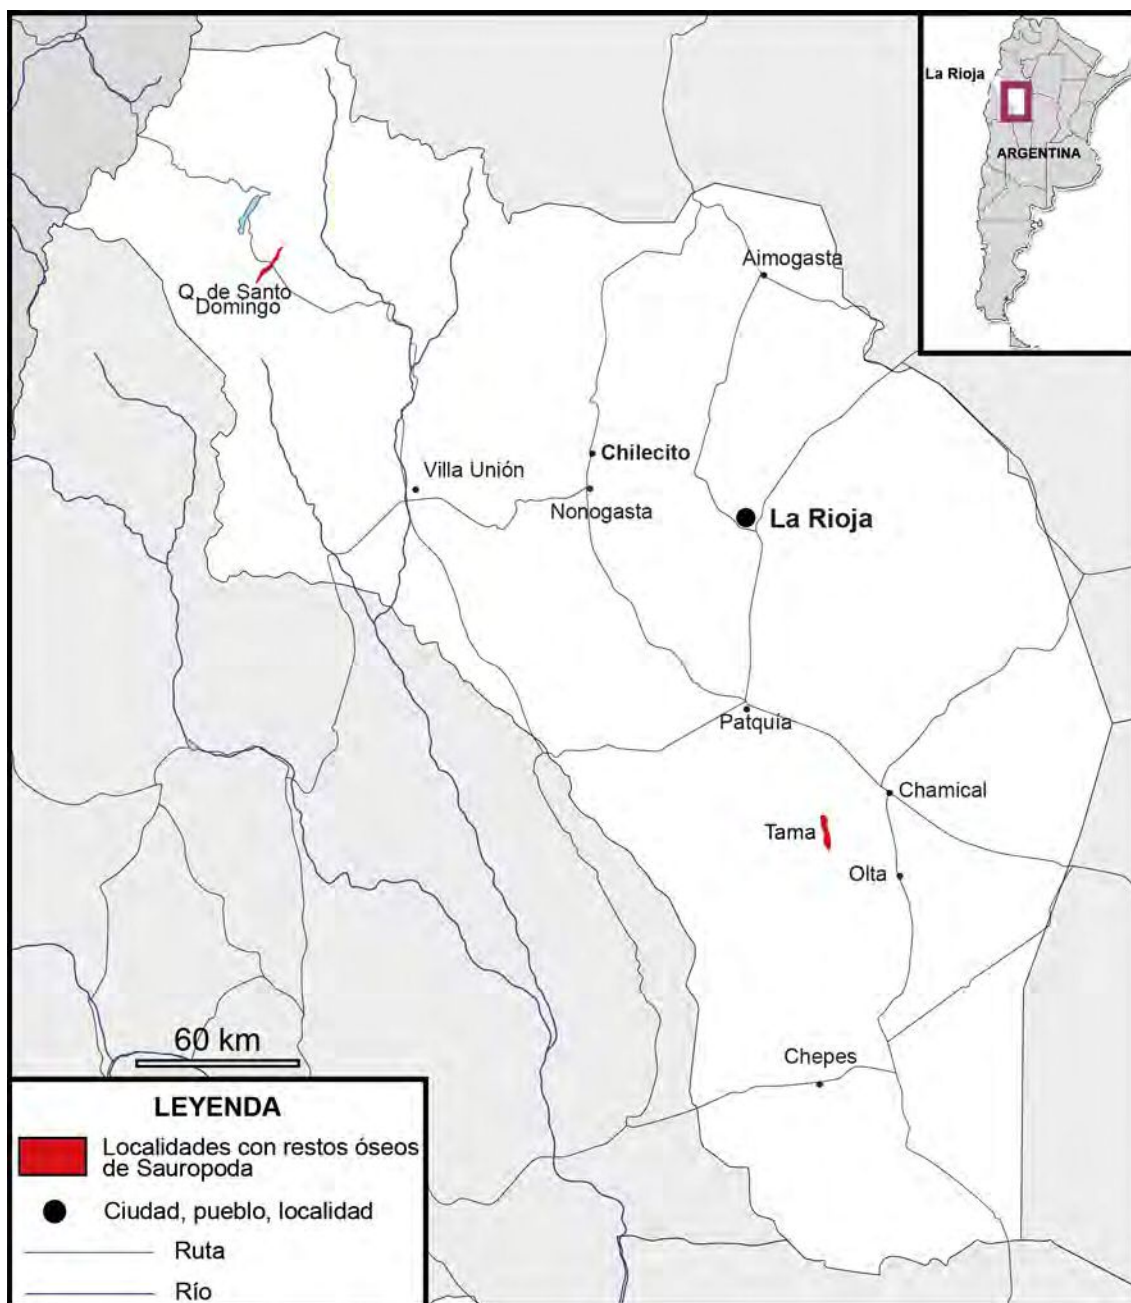 La Rioja
ARGENTINA
Aimogasta
Q. de Santo
Domingo
Chilecito
Villa Unión
Nonogasta
La Rioja
Patquía
Chamical
Tama
Olta
60 km
Chepes
LEYENDA
Localidades con restos óseos
de Sauropoda
Ciudad, pueblo, localidad
Ruta
Río